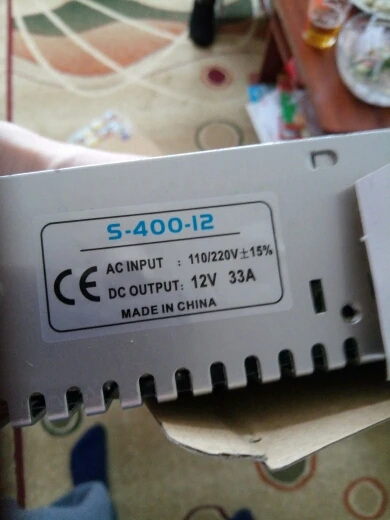 S-400-12
AC INPUT : 110/220V±15%
CE DC OUTPUT: 12V 33A
MADE IN CHINA